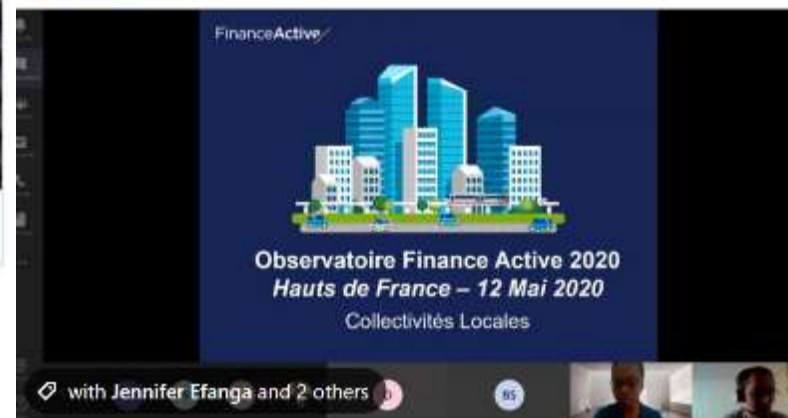 FinanceActive
Observatoire Finance Active 2020
Hauts de France – 12 Mai 2020
Collectivités Locales
with Jennifer Efanga and 2 others
BS